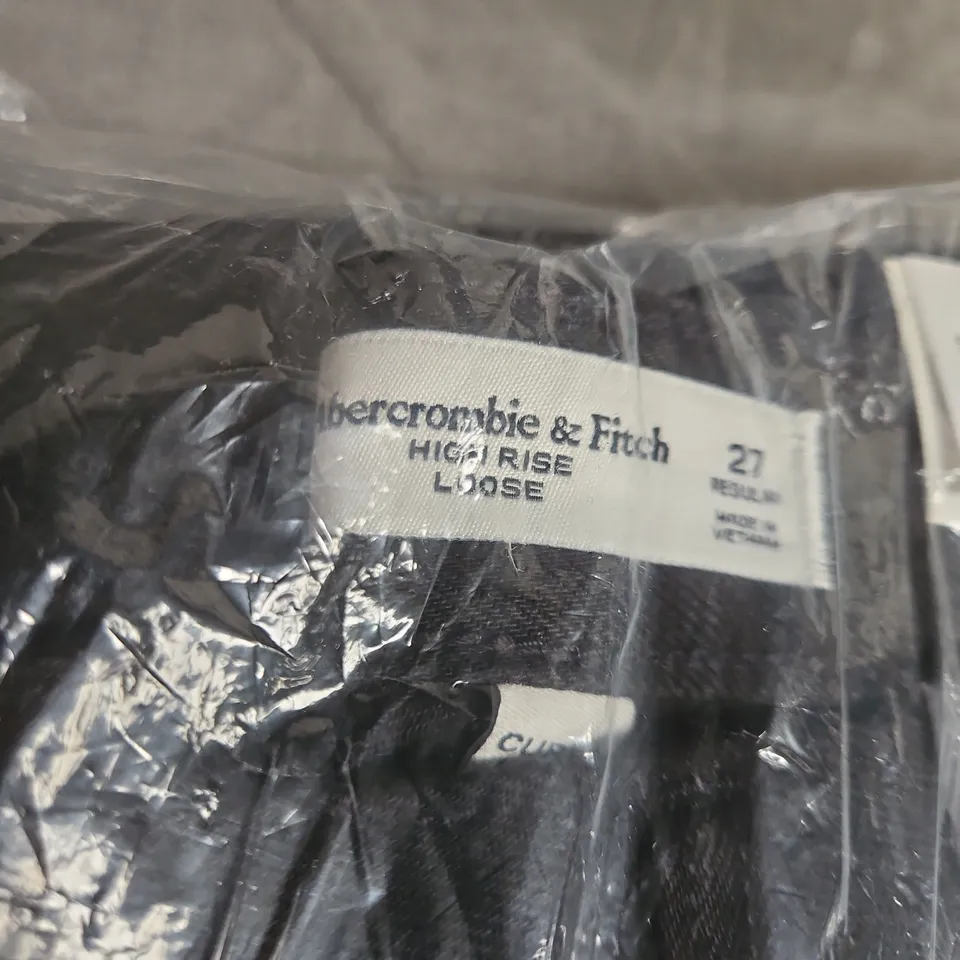 Abercrombie & Fitch
HIGH RISE
LOOSE
27
REGULAR
MADE IN
VIETNAM